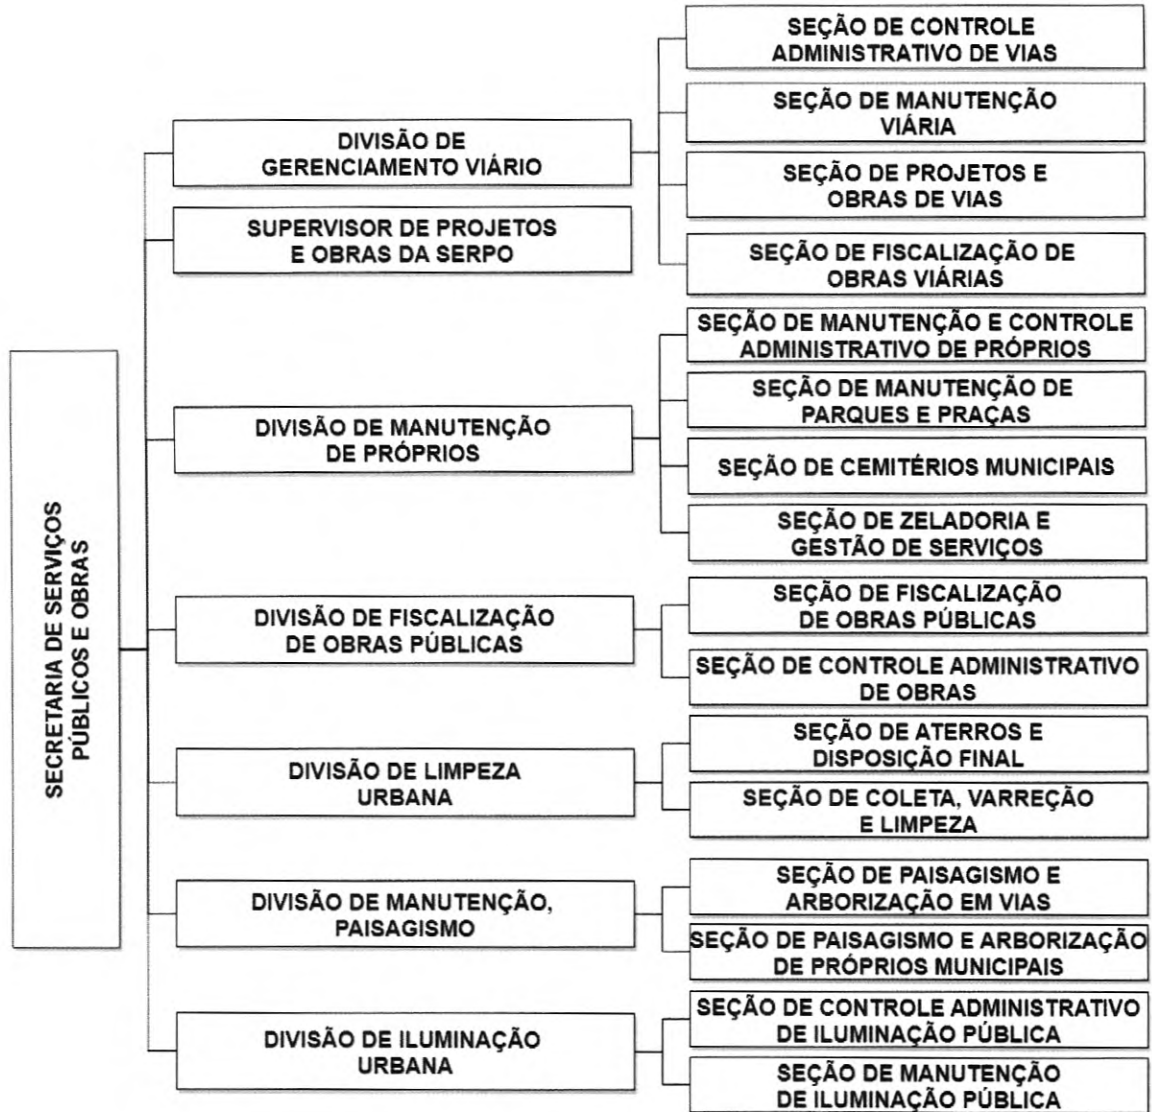 SECRETARIA DE SERVIÇOS
PÚBLICOS E OBRAS
DIVISÃO DE
GERENCIAMENTO VIÁRIO
SEÇÃO DE CONTROLE
ADMINISTRATIVO DE VIAS
SEÇÃO DE MANUTENÇÃO
VIÁRIA
SEÇÃO DE PROJETOS E
OBRAS DE VIAS
SEÇÃO DE FISCALIZAÇÃO DE
OBRAS VIÁRIAS
SUPERVISOR DE PROJETOS
E OBRAS DA SERPO
DIVISÃO DE MANUTENÇÃO
DE PRÓPRIOS
SEÇÃO DE MANUTENÇÃO E CONTROLE
ADMINISTRATIVO DE PRÓPRIOS
SEÇÃO DE MANUTENÇÃO DE
PARQUES E PRAÇAS
SEÇÃO DE CEMITÉRIOS MUNICIPAIS
SEÇÃO DE ZELADORIA E
GESTÃO DE SERVIÇOS
DIVISÃO DE FISCALIZAÇÃO
DE OBRAS PÚBLICAS
SEÇÃO DE FISCALIZAÇÃO
DE OBRAS PÚBLICAS
SEÇÃO DE CONTROLE ADMINISTRATIVO
DE OBRAS
DIVISÃO DE LIMPEZA
URBANA
SEÇÃO DE ATERROS E
DISPOSIÇÃO FINAL
SEÇÃO DE COLETA, VARREÇÃO
E LIMPEZA
DIVISÃO DE MANUTENÇÃO,
PAISAGISMO
SEÇÃO DE PAISAGISMO E
ARBORIZAÇÃO EM VIAS
SEÇÃO DE PAISAGISMO E ARBORIZAÇÃO
DE PRÓPRIOS MUNICIPAIS
DIVISÃO DE ILUMINAÇÃO
URBANA
SEÇÃO DE CONTROLE ADMINISTRATIVO
DE ILUMINAÇÃO PÚBLICA
SEÇÃO DE MANUTENÇÃO
DE ILUMINAÇÃO PÚBLICA